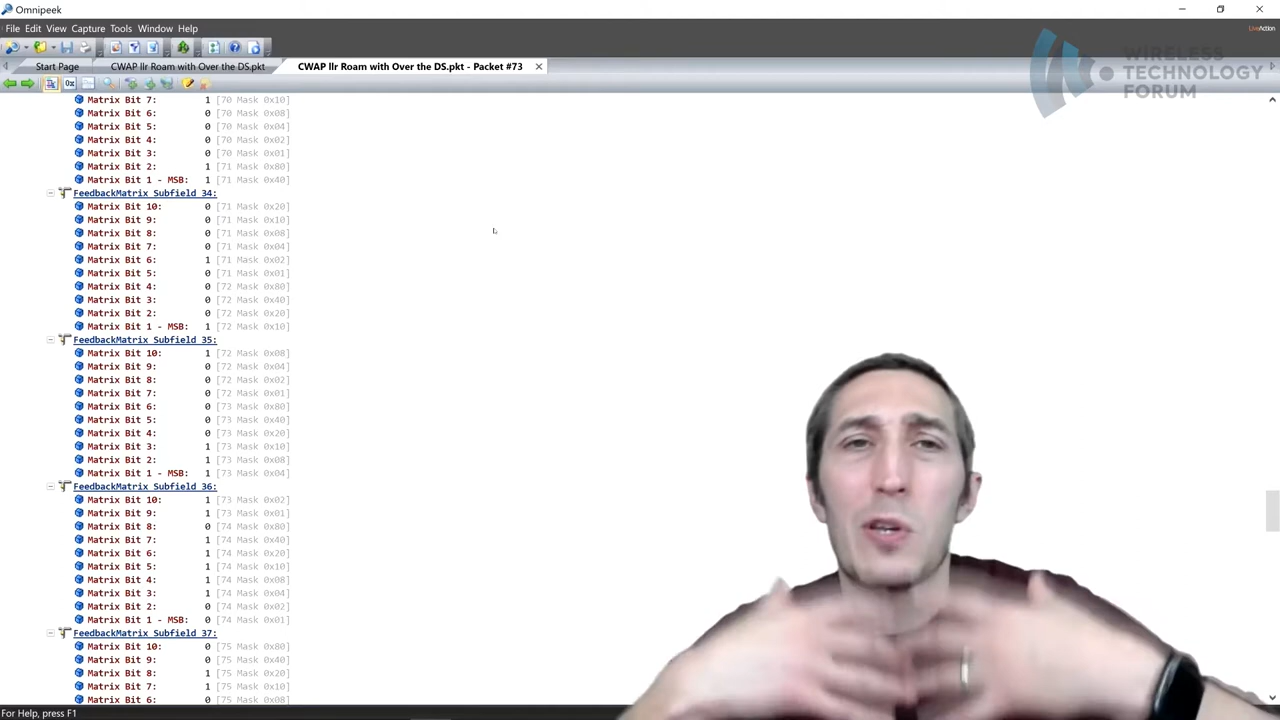 Omnipeek
File Edit View Capture Tools Window Help
LiveAction
Start Page CWAP llr Roam with Over the DS.pkt CWAP llr Roam with Over the DS.pkt - Packet #73
WIRELESS
TECHNOLOGY
FORUM
Matrix Bit 7: 1 [70 Mask 0x10]
Matrix Bit 6: 0 [70 Mask 0x08]
Matrix Bit 5: 0 [70 Mask 0x04]
Matrix Bit 4: 0 [70 Mask 0x02]
Matrix Bit 3: 0 [70 Mask 0x01]
Matrix Bit 2: 1 [71 Mask 0x80]
Matrix Bit 1 - MSB: 1 [71 Mask 0x40]
FeedbackMatrix Subfield 34:
Matrix Bit 10: 0 [71 Mask 0x20]
Matrix Bit 9: 0 [71 Mask 0x10]
Matrix Bit 8: 0 [71 Mask 0x08]
Matrix Bit 7: 0 [71 Mask 0x04]
Matrix Bit 6: 1 [71 Mask 0x02]
Matrix Bit 5: 0 [71 Mask 0x01]
Matrix Bit 4: 0 [72 Mask 0x80]
Matrix Bit 3: 0 [72 Mask 0x40]
Matrix Bit 2: 0 [72 Mask 0x20]
Matrix Bit 1 - MSB: 1 [72 Mask 0x10]
FeedbackMatrix Subfield 35:
Matrix Bit 10: 1 [72 Mask 0x08]
Matrix Bit 9: 0 [72 Mask 0x04]
Matrix Bit 8: 0 [72 Mask 0x02]
Matrix Bit 7: 0 [72 Mask 0x01]
Matrix Bit 6: 0 [73 Mask 0x80]
Matrix Bit 5: 0 [73 Mask 0x40]
Matrix Bit 4: 0 [73 Mask 0x20]
Matrix Bit 3: 1 [73 Mask 0x10]
Matrix Bit 2: 1 [73 Mask 0x08]
Matrix Bit 1 - MSB: 1 [73 Mask 0x04]
FeedbackMatrix Subfield 36:
Matrix Bit 10: 1 [73 Mask 0x02]
Matrix Bit 9: 1 [73 Mask 0x01]
Matrix Bit 8: 0 [74 Mask 0x80]
Matrix Bit 7: 1 [74 Mask 0x40]
Matrix Bit 6: 1 [74 Mask 0x20]
Matrix Bit 5: 1 [74 Mask 0x10]
Matrix Bit 4: 1 [74 Mask 0x08]
Matrix Bit 3: 1 [74 Mask 0x04]
Matrix Bit 2: 0 [74 Mask 0x02]
Matrix Bit 1 - MSB: 0 [74 Mask 0x01]
FeedbackMatrix Subfield 37:
Matrix Bit 10: 0 [75 Mask 0x80]
Matrix Bit 9: 0 [75 Mask 0x40]
Matrix Bit 8: 1 [75 Mask 0x20]
Matrix Bit 7: 1 [75 Mask 0x10]
Matrix Bit 6: 0 [75 Mask 0x08]
For Help, press F1